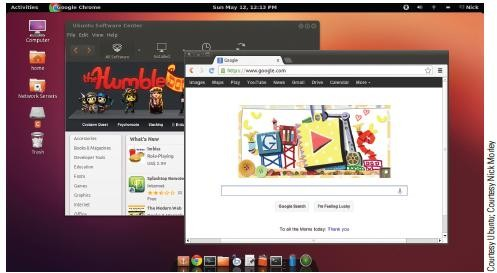 Activities Google Chrome Sun May 12, 12:13 PM Nick
Computer
home
Network Servers
Trash
Ubuntu Software Center
File Edit View Help
All Software
Installed
the Humble
Cozame Quest Psychonauts Stacking
Accessories
Books & Magazines
Developer Tools
Education
Fonts
Games
Graphics
Internet
Office
What's New
Inbles
Role-Playing
US$ 2.99
Splashtop Remote
Internet
Free
The Modern Web
Google
https://www.google.com
Images Maps Play YouTube News Gmail Drive Calendar More
Google Search I'm Feeling Lucky
To all the Moms today: Thank you
Courtesy Ubuntu; Courtesy Nick Morley